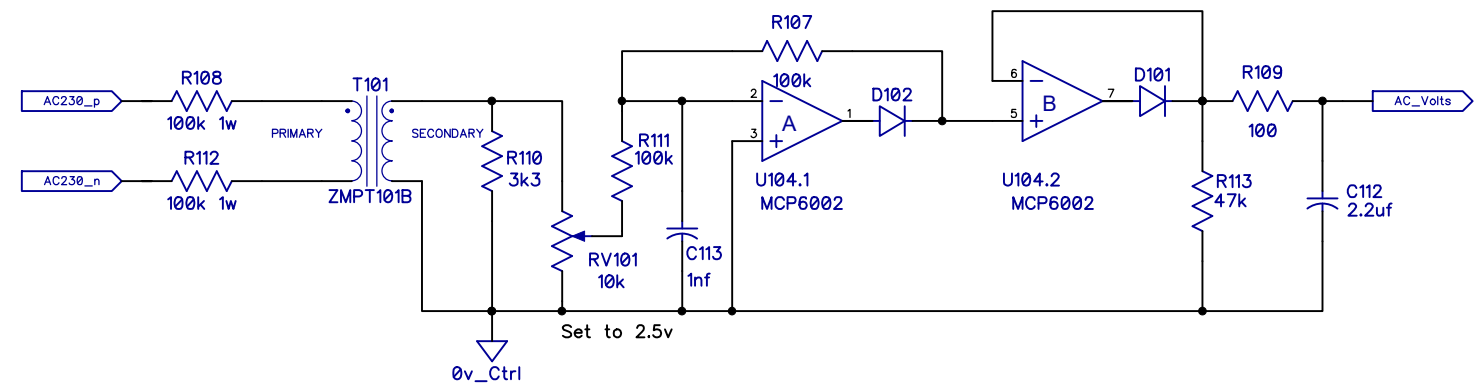 AC230_p
R108
100k 1w
AC230_n
R112
100k 1w
T101
PRIMARY
SECONDARY
ZMPT101B
R110
3k3
RV101
10k
Set to 2.5v
0v_Ctrl
R111
100k
C113
1nf
R107
100k
2
3
1
A
U104.1
MCP6002
D102
6
5
7
B
U104.2
MCP6002
D101
R109
100
R113
47k
C112
2.2uf
AC_Volts